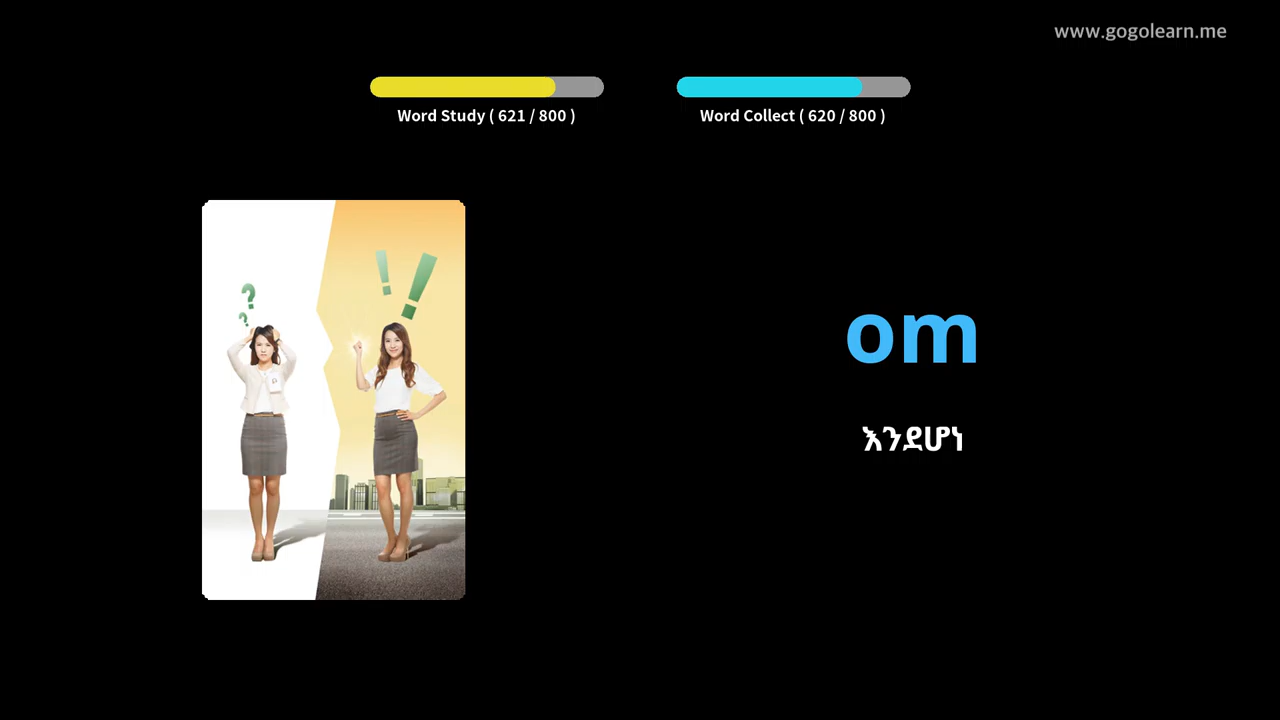 www.gogolearn.me
Word Study ( 621 / 800 )
Word Collect ( 620 / 800 )
? ? ! !
om
እንደሆነ